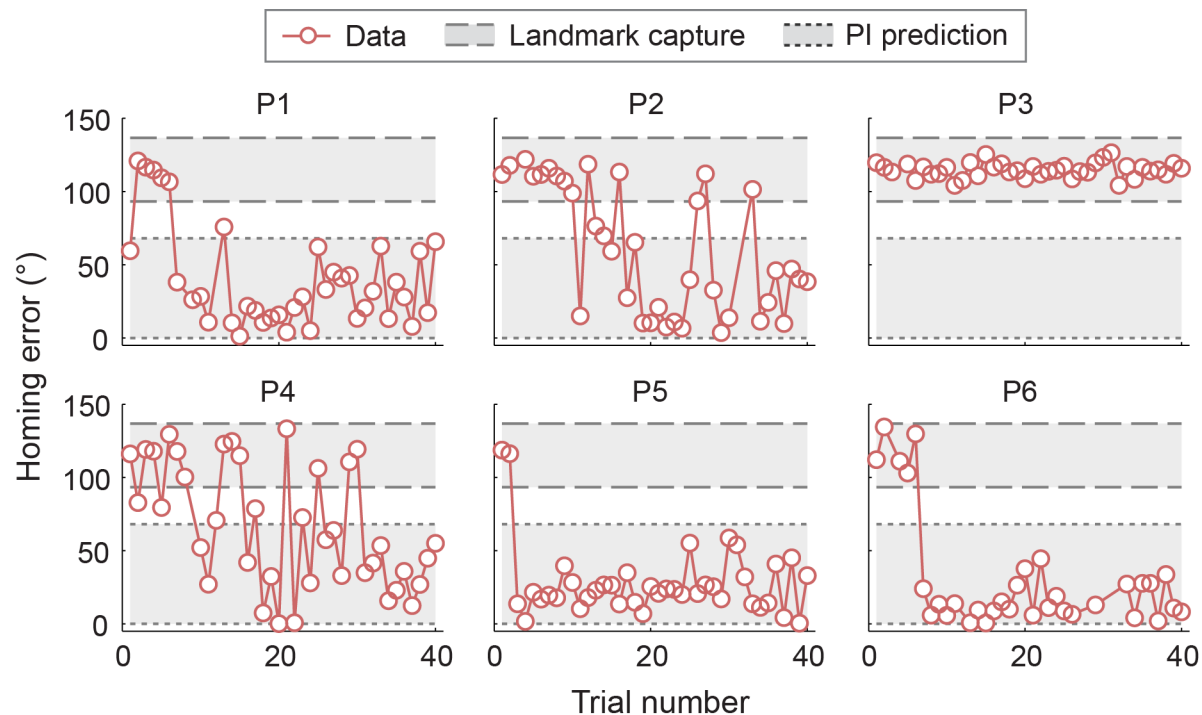 Data Landmark capture PI prediction
P1 P2 P3
150
100
50
0
P4 P5 P6
150
100
50
0
0 20 40 0 20 40 0 20 40
Homing error (°)
Trial number